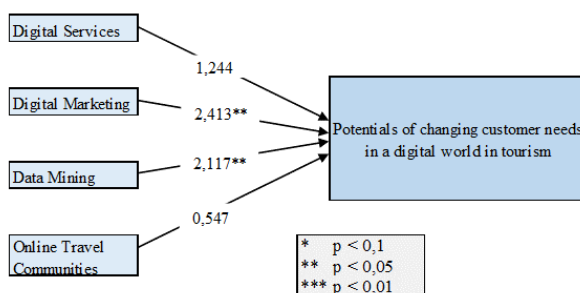 Digital Services
1,244
Digital Marketing
2,413**
Potentials of changing customer needs
in a digital world in tourism
Data Mining
2,117**
0,547
Online Travel
Communities
* p < 0,1
** p < 0,05
*** p < 0,01